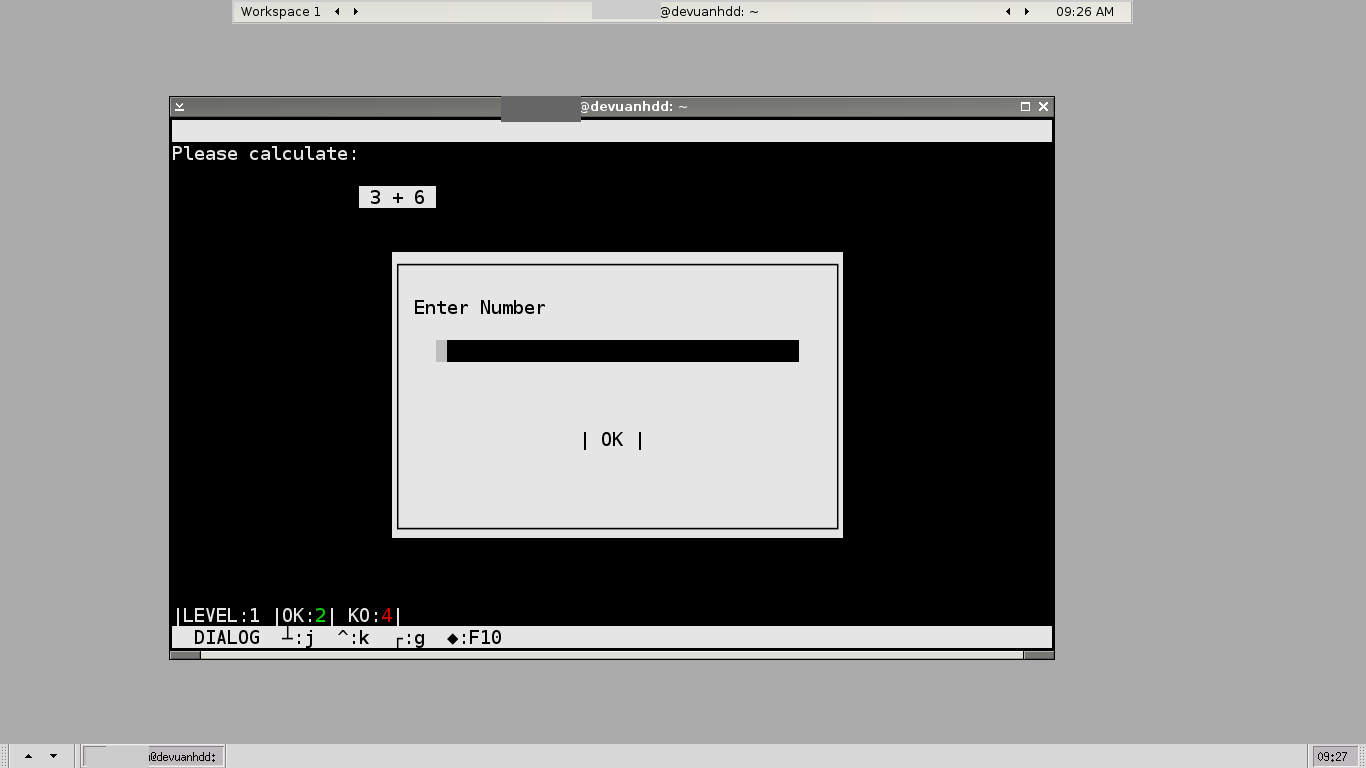 Workspace 1 @devuanhdd: ~ 09:26 AM
@devuanhdd: ~
Please calculate:
3 + 6
Enter Number
| OK |
|LEVEL:1 |OK:2| KO:4|
DIALOG ┴:j ^:k ┌:g ◆:F10
@devuanhdd: 09:27